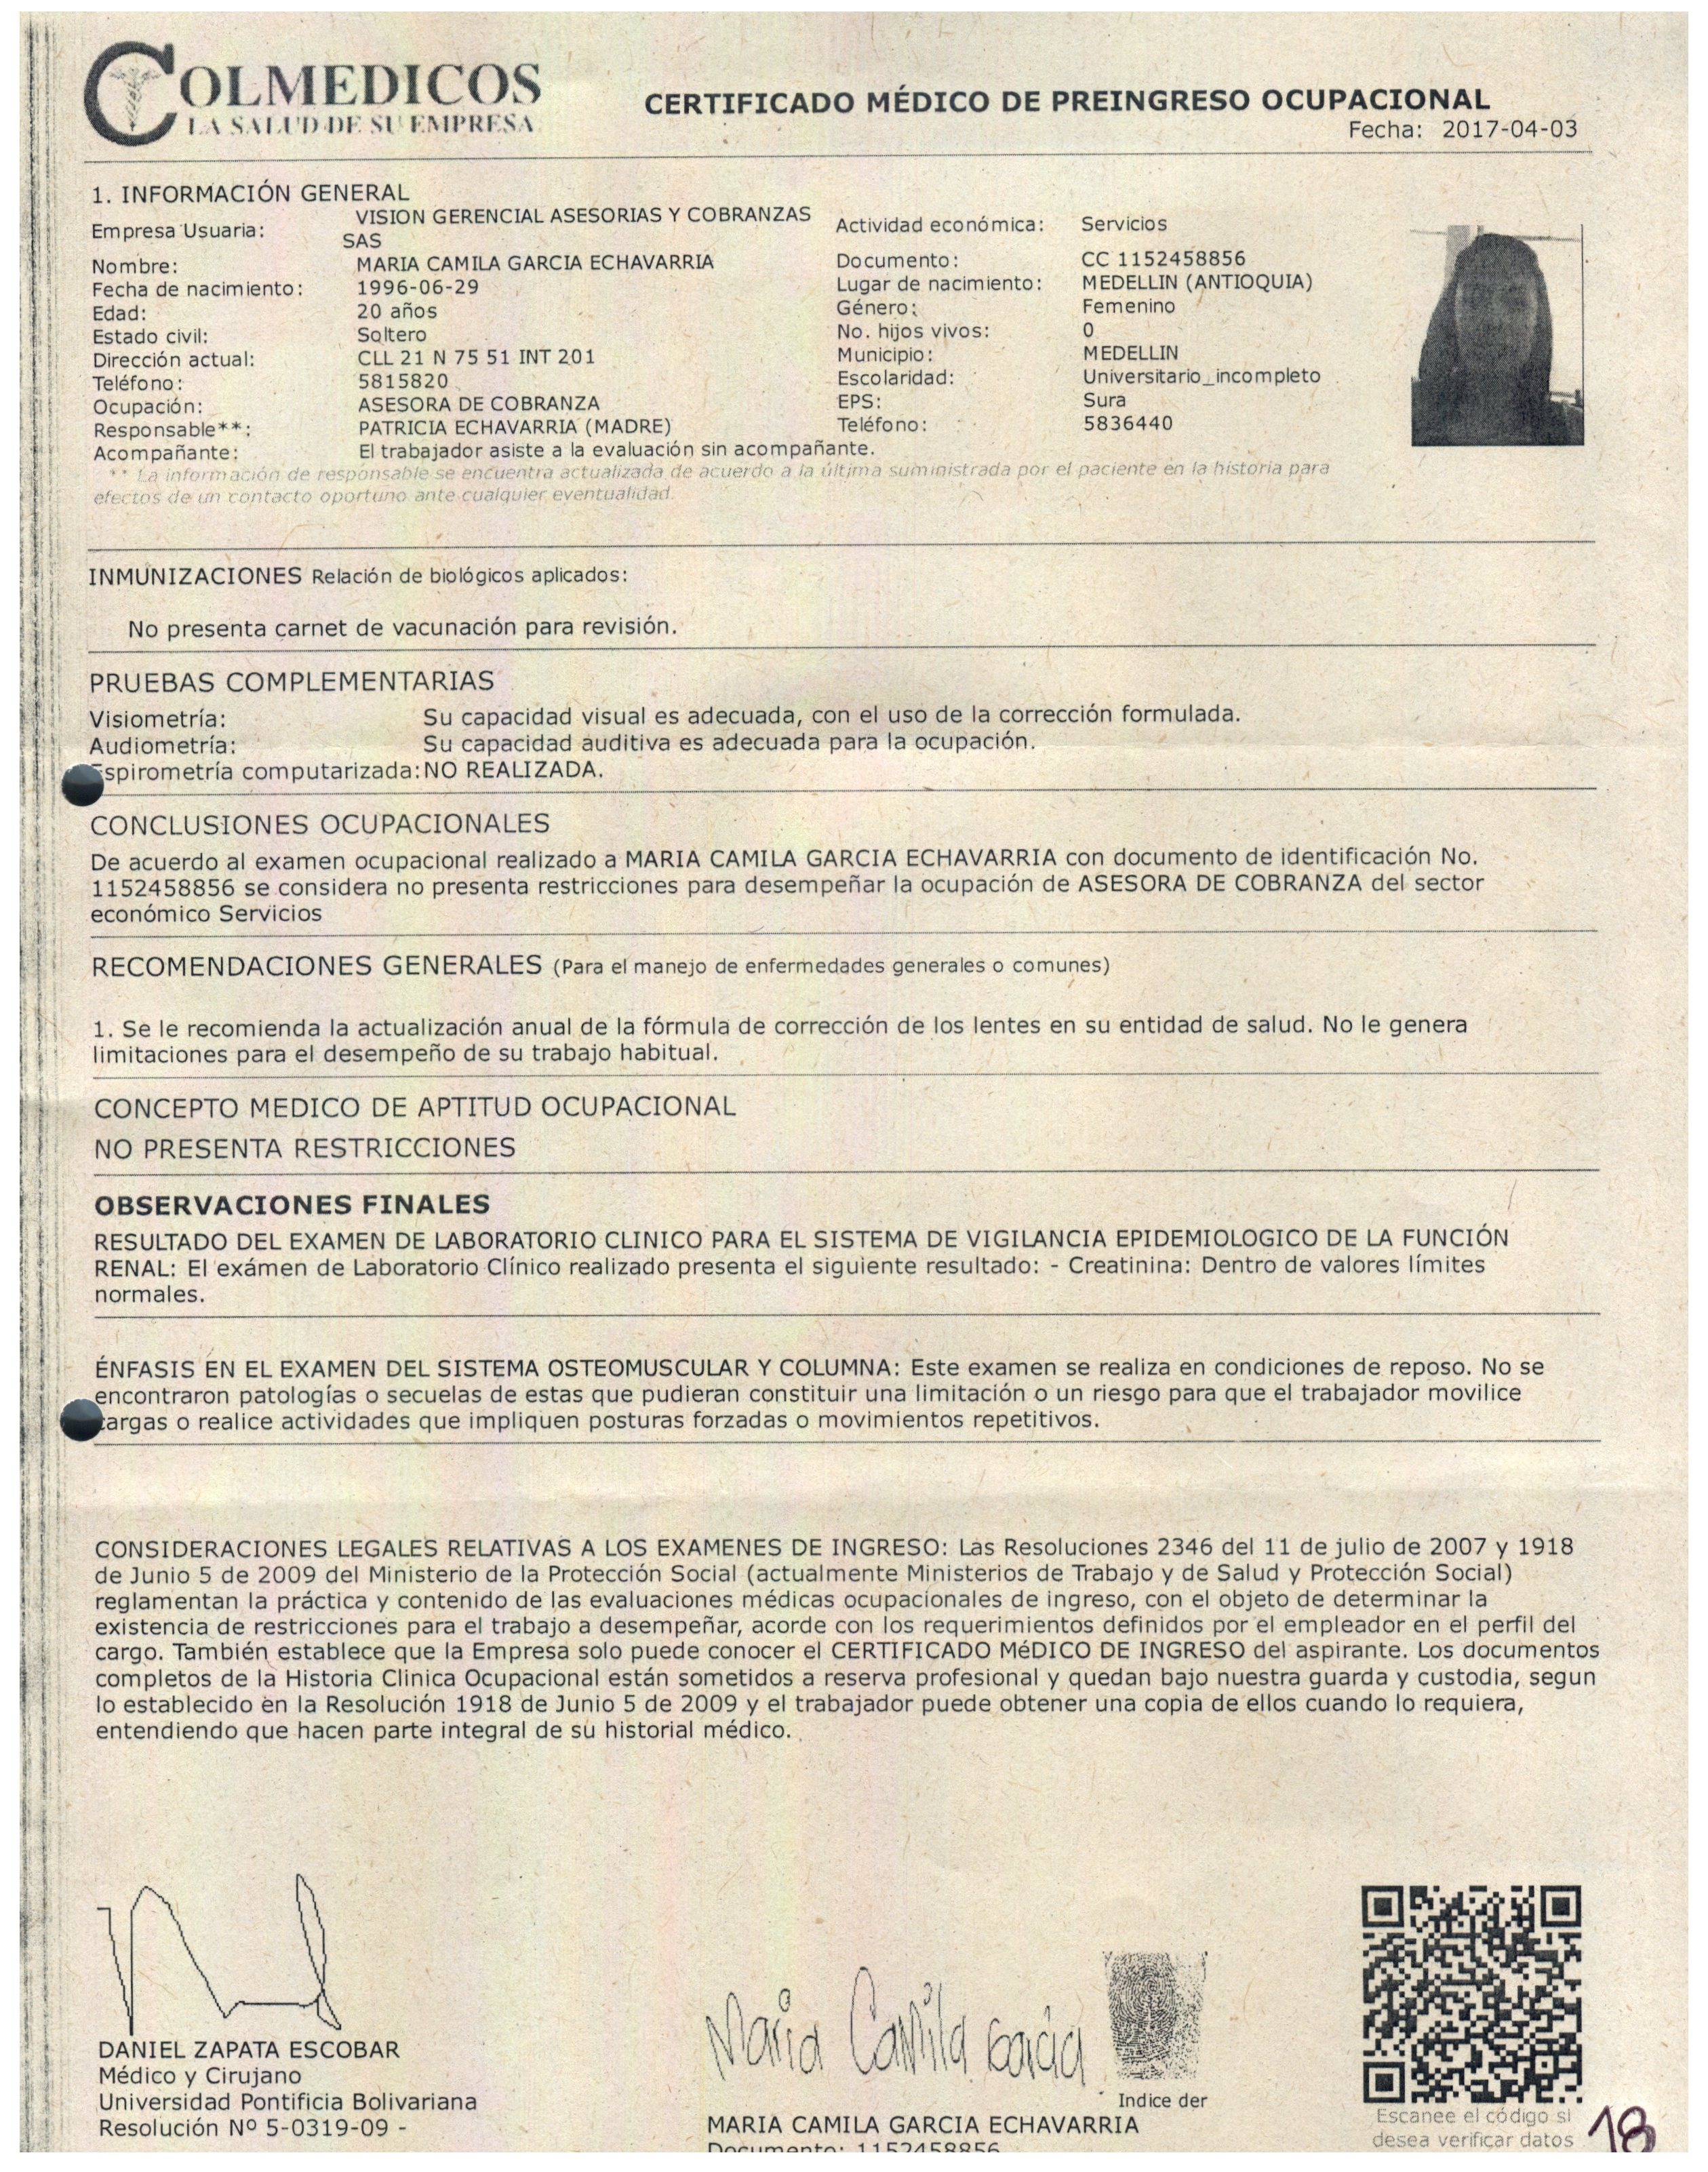 COLMEDICOS
LA SALUD DE SU EMPRESA
CERTIFICADO MÉDICO DE PREINGRESO OCUPACIONAL
Fecha: 2017-04-03
1. INFORMACIÓN GENERAL
Empresa Usuaria: VISION GERENCIAL ASESORIAS Y COBRANZAS SAS Actividad económica: Servicios
Nombre: MARIA CAMILA GARCIA ECHAVARRIA Documento: CC 1152458856
Fecha de nacimiento: 1996-06-29 Lugar de nacimiento: MEDELLIN (ANTIOQUIA)
Edad: 20 años Género: Femenino
Estado civil: Soltero No. hijos vivos: 0
Dirección actual: CLL 21 N 75 51 INT 201 Municipio: MEDELLIN
Teléfono: 5815820 Escolaridad: Universitario_incompleto
Ocupación: ASESORA DE COBRANZA EPS: Sura
Responsable**: PATRICIA ECHAVARRIA (MADRE) Teléfono: 5836440
Acompañante: El trabajador asiste a la evaluación sin acompañante.
** La información de responsable se encuentra actualizada de acuerdo a la última suministrada por el paciente en la historia para
efectos de un contacto oportuno ante cualquier eventualidad.
INMUNIZACIONES Relación de biológicos aplicados:
No presenta carnet de vacunación para revisión.
PRUEBAS COMPLEMENTARIAS
Visiometría: Su capacidad visual es adecuada, con el uso de la corrección formulada.
Audiometría: Su capacidad auditiva es adecuada para la ocupación.
Espirometría computarizada: NO REALIZADA.
CONCLUSIONES OCUPACIONALES
De acuerdo al examen ocupacional realizado a MARIA CAMILA GARCIA ECHAVARRIA con documento de identificación No.
1152458856 se considera no presenta restricciones para desempeñar la ocupación de ASESORA DE COBRANZA del sector
económico Servicios
RECOMENDACIONES GENERALES (Para el manejo de enfermedades generales o comunes)
1. Se le recomienda la actualización anual de la fórmula de corrección de los lentes en su entidad de salud. No le genera
limitaciones para el desempeño de su trabajo habitual.
CONCEPTO MEDICO DE APTITUD OCUPACIONAL
NO PRESENTA RESTRICCIONES
OBSERVACIONES FINALES
RESULTADO DEL EXAMEN DE LABORATORIO CLINICO PARA EL SISTEMA DE VIGILANCIA EPIDEMIOLOGICO DE LA FUNCIÓN
RENAL: El exámen de Laboratorio Clínico realizado presenta el siguiente resultado: - Creatinina: Dentro de valores límites
normales.
ÉNFASIS EN EL EXAMEN DEL SISTEMA OSTEOMUSCULAR Y COLUMNA: Este examen se realiza en condiciones de reposo. No se
encontraron patologías o secuelas de estas que pudieran constituir una limitación o un riesgo para que el trabajador movilice
cargas o realice actividades que impliquen posturas forzadas o movimientos repetitivos.
CONSIDERACIONES LEGALES RELATIVAS A LOS EXAMENES DE INGRESO: Las Resoluciones 2346 del 11 de julio de 2007 y 1918
de Junio 5 de 2009 del Ministerio de la Protección Social (actualmente Ministerios de Trabajo y de Salud y Protección Social)
reglamentan la práctica y contenido de las evaluaciones médicas ocupacionales de ingreso, con el objeto de determinar la
existencia de restricciones para el trabajo a desempeñar, acorde con los requerimientos definidos por el empleador en el perfil del
cargo. También establece que la Empresa solo puede conocer el CERTIFICADO MéDICO DE INGRESO del aspirante. Los documentos
completos de la Historia Clinica Ocupacional están sometidos a reserva profesional y quedan bajo nuestra guarda y custodia, segun
lo establecido en la Resolución 1918 de Junio 5 de 2009 y el trabajador puede obtener una copia de ellos cuando lo requiera,
entendiendo que hacen parte integral de su historial médico.
Maria Camila Garcia
DANIEL ZAPATA ESCOBAR
Médico y Cirujano
Universidad Pontificia Bolivariana
Resolución Nº 5-0319-09 -
Indice der
MARIA CAMILA GARCIA ECHAVARRIA
Documento: 1152458856
Escanee el código si
desea verificar datos
18